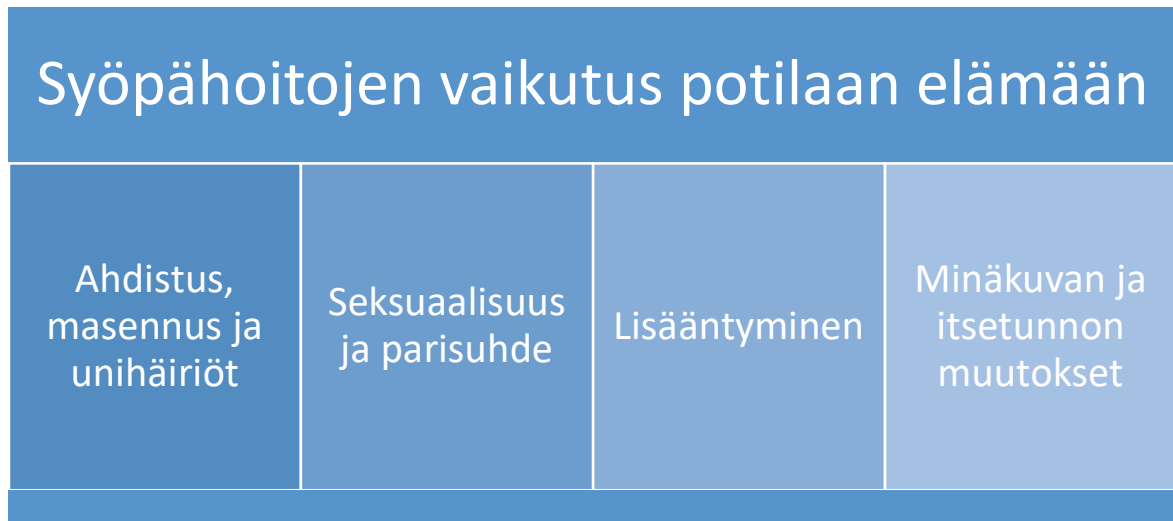 Syöpähoitojen vaikutus potilaan elämään
Ahdistus,
masennus ja
unihäiriöt
Seksuaalisuus
ja parisuhde
Lisääntyminen
Minäkuvan ja
itsetunnon
muutokset